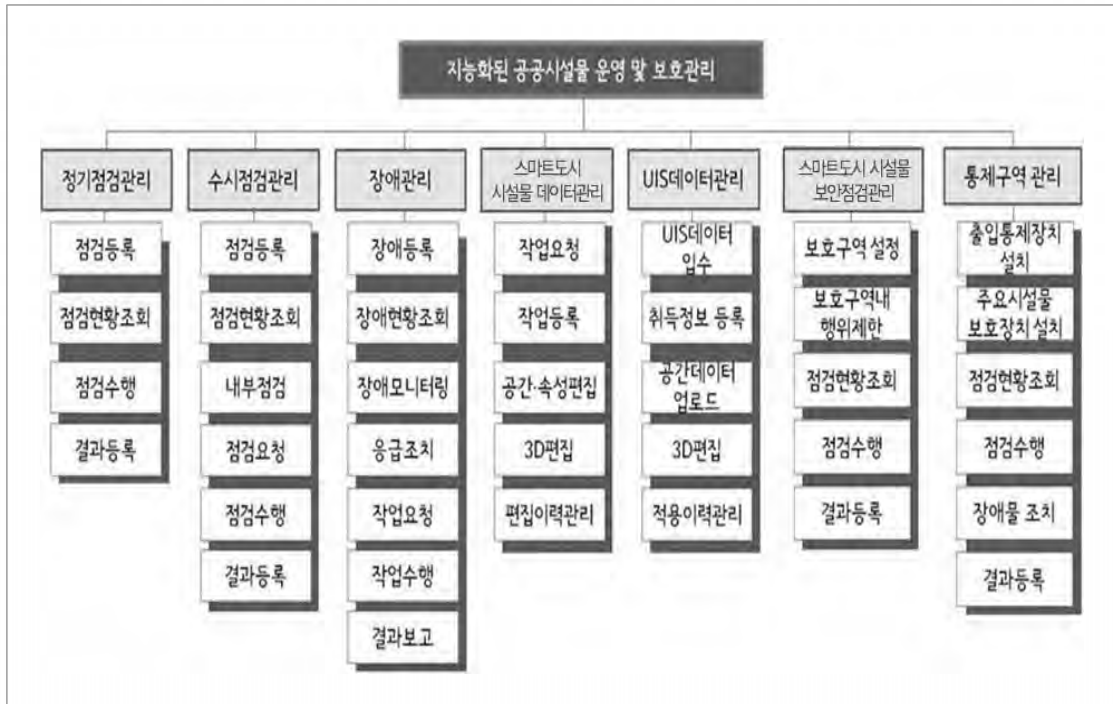 지능화된 공공시설물 운영 및 보호관리
정기점검관리
점검등록
점검현황조회
점검수행
결과등록
수시점검관리
점검등록
점검현황조회
내부점검
점검요청
점검수행
결과등록
장애관리
장애등록
장애현황조회
장애모니터링
응급조치
작업요청
작업수행
결과보고
스마트도시
시설물 데이터관리
작업요청
작업등록
공간·속성편집
3D편집
편집이력관리
UIS데이터관리
UIS데이터
입수
취득정보 등록
공간데이터
업로드
3D편집
적용이력관리
스마트도시 시설물
보안점검관리
보호구역 설정
보호구역내
행위제한
점검현황조회
점검수행
결과등록
통제구역 관리
출입통제장치
설치
주요시설물
보호장치 설치
점검현황조회
점검수행
장애물 조치
결과등록